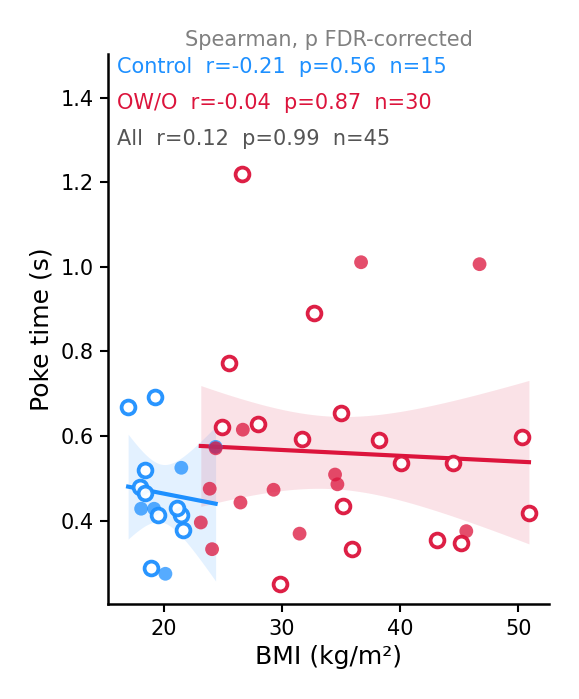 Spearman, p FDR-corrected
Control  r=-0.21  p=0.56  n=15
OW/O  r=-0.04  p=0.87  n=30
All  r=0.12  p=0.99  n=45
Poke time (s)
1.4
1.2
1.0
0.8
0.6
0.4
20 30 40 50
BMI (kg/m²)